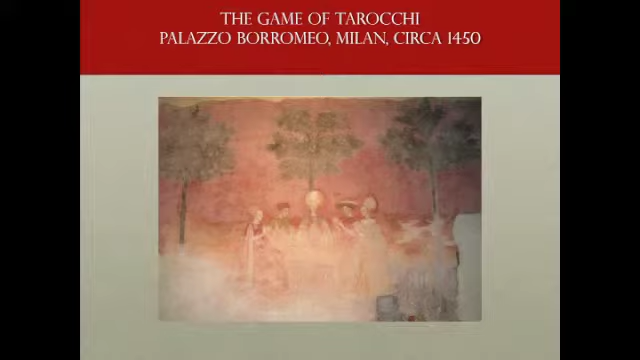 THE GAME OF TAROCCHI
PALAZZO BORROMEO, MILAN, CIRCA 1450